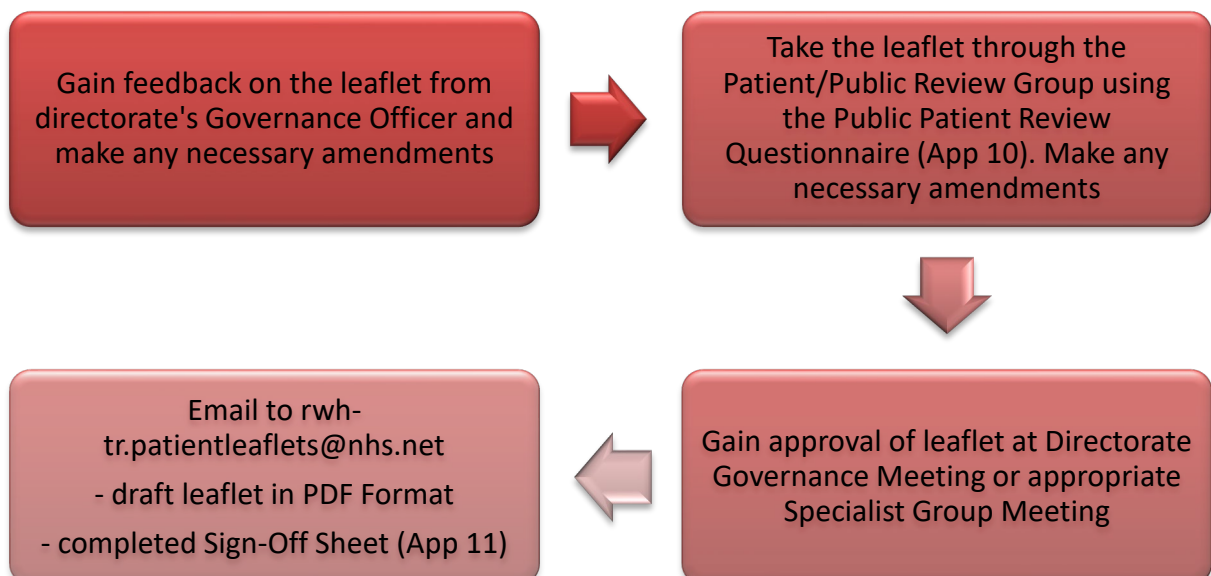 Gain feedback on the leaflet from
directorate's Governance Officer and
make any necessary amendments
Take the leaflet through the
Patient/Public Review Group using
the Public Patient Review
Questionnaire (App 10). Make any
necessary amendments
Gain approval of leaflet at Directorate
Governance Meeting or appropriate
Specialist Group Meeting
Email to rwh-
tr.patientleaflets@nhs.net
- draft leaflet in PDF Format
- completed Sign-Off Sheet (App 11)